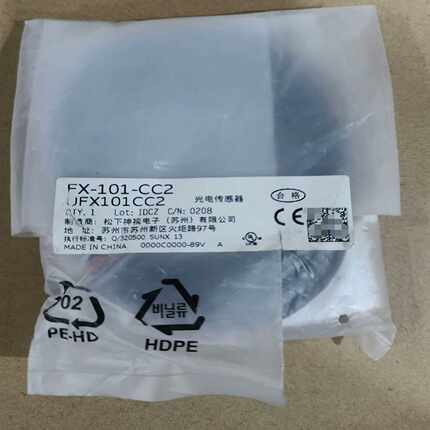 FX-101-CC2
UFX101CC2
光电传感器
合格
CE
QTY. 1 Lot: IDCZ C/N: 0208
制造商: 松下神视电子 (苏州) 有限公司
地 址: 苏州市苏州新区火炬路97号
执行标准号: Q/320500 SUNX 13
MADE IN CHINA 0000C0000-89V A
02
PE-HD
비닐류
HDPE